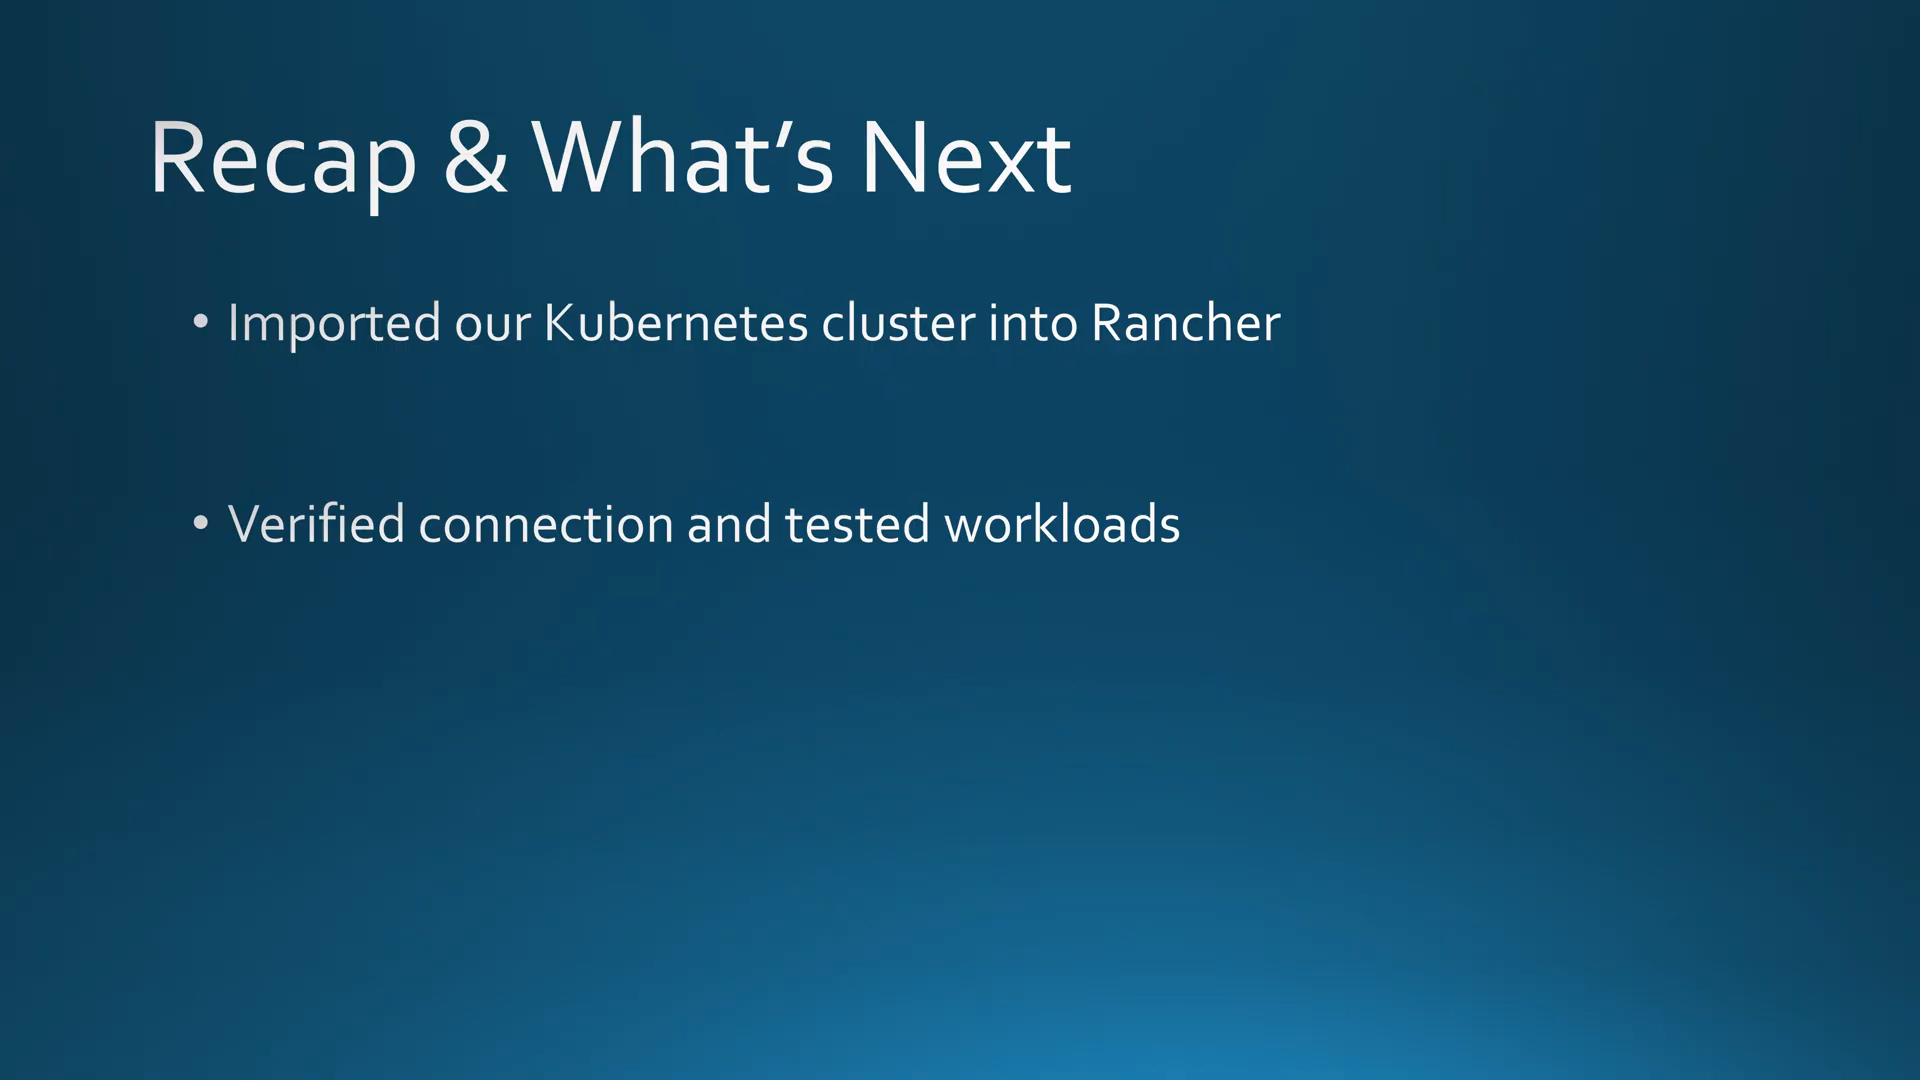 Recap & What’s Next
• Imported our Kubernetes cluster into Rancher
• Verified connection and tested workloads